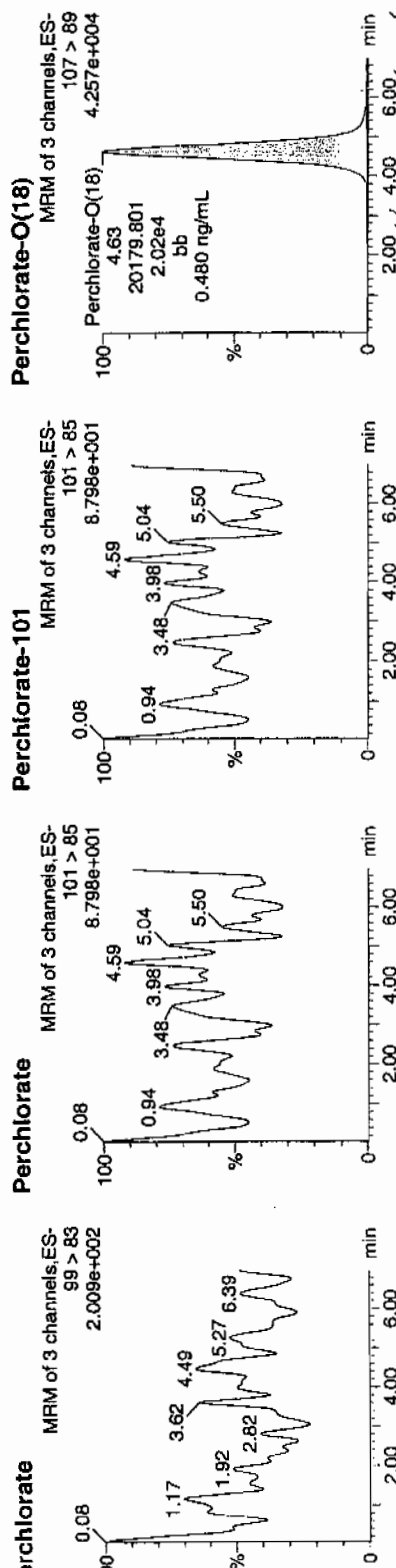 erchlorate
MRM of 3 channels,ES-
99 > 83
2.009e+002
0.08
1.17
1.92
2.82
3.62
4.49
5.27
6.39
00
%
0
2.00
4.00
6.00
min
Perchlorate
MRM of 3 channels,ES-
101 > 85
8.798e+001
0.08
0.94
3.48
3.98
4.59
5.04
5.50
100
%
0
2.00
4.00
6.00
min
Perchlorate-101
MRM of 3 channels,ES-
101 > 85
8.798e+001
0.08
0.94
3.48
3.98
4.59
5.04
5.50
100
%
0
2.00
4.00
6.00
min
Perchlorate-O(18)
MRM of 3 channels,ES-
107 > 89
4.257e+004
Perchlorate-O(18)
4.63
20179.801
2.02e4
bb
0.480 ng/mL
100
%
0
2.00
4.00
6.00
min